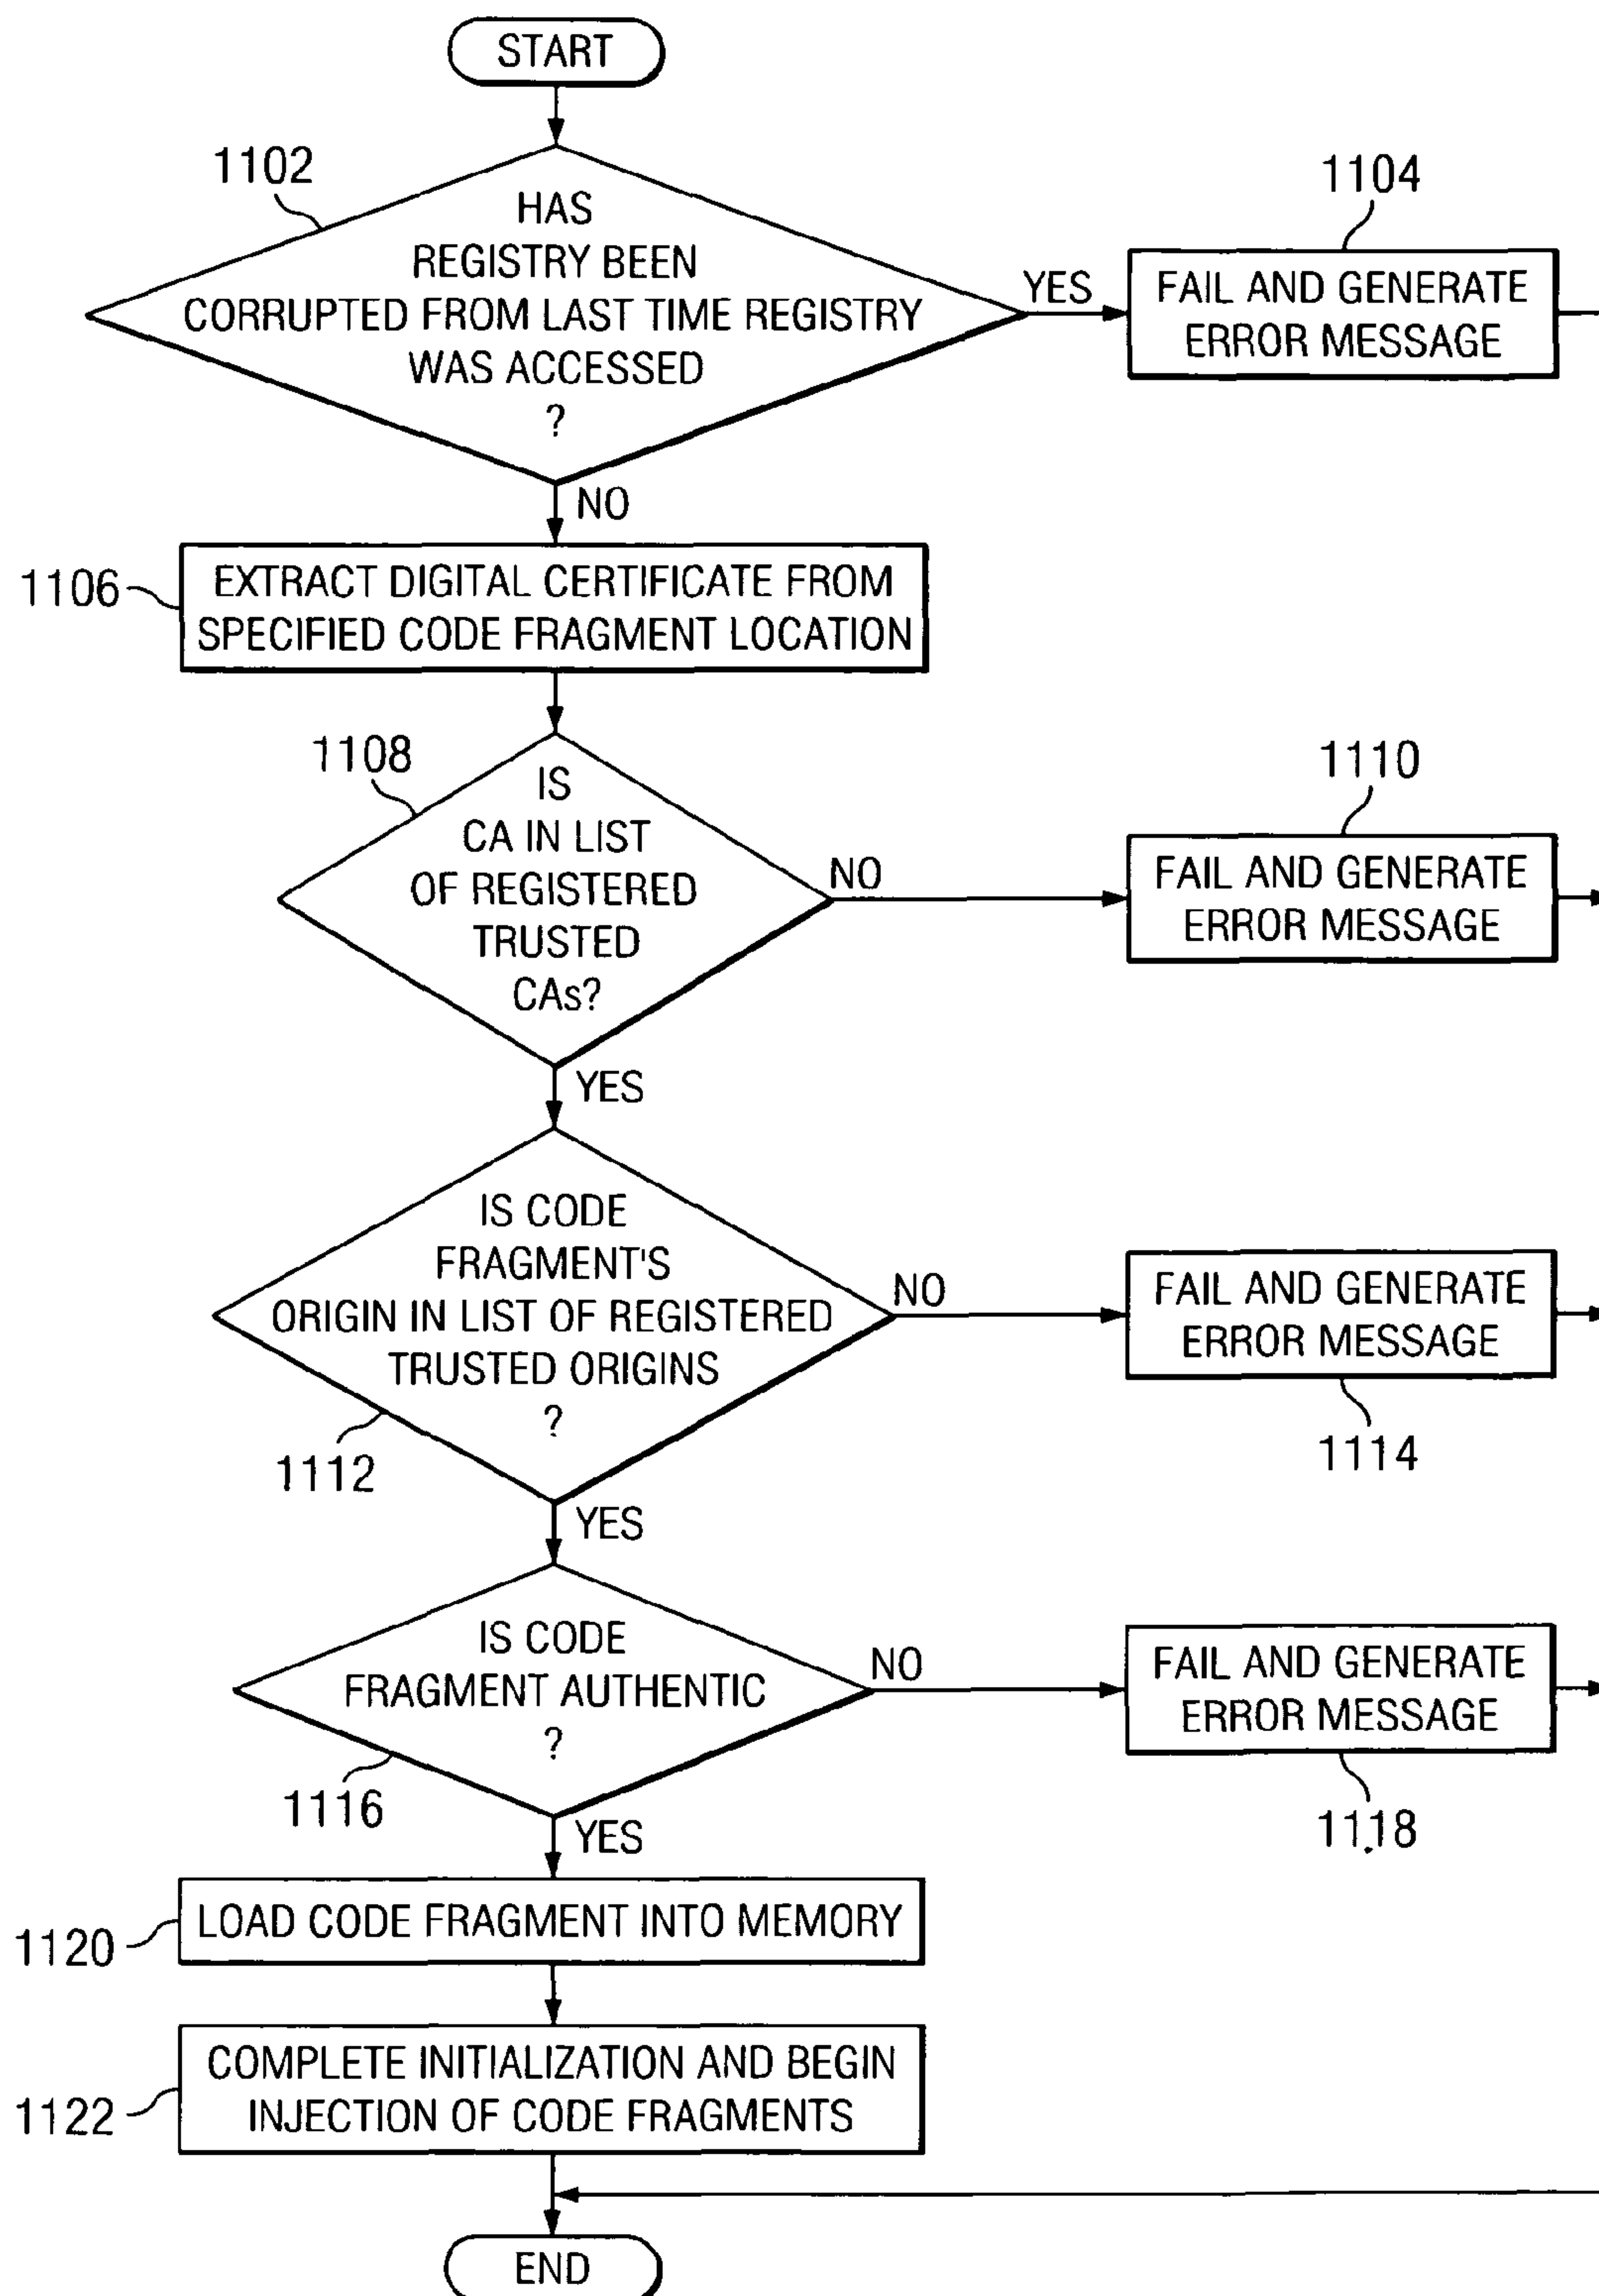 START
1102
HAS
REGISTRY BEEN
CORRUPTED FROM LAST TIME REGISTRY
WAS ACCESSED
?
YES
1104
FAIL AND GENERATE
ERROR MESSAGE
NO
1106
EXTRACT DIGITAL CERTIFICATE FROM
SPECIFIED CODE FRAGMENT LOCATION
1108
IS
CA IN LIST
OF REGISTERED
TRUSTED
CAs?
NO
1110
FAIL AND GENERATE
ERROR MESSAGE
YES
IS CODE
FRAGMENT'S
ORIGIN IN LIST OF REGISTERED
TRUSTED ORIGINS
?
1112
NO
FAIL AND GENERATE
ERROR MESSAGE
1114
YES
IS CODE
FRAGMENT AUTHENTIC
?
1116
NO
FAIL AND GENERATE
ERROR MESSAGE
1118
YES
1120
LOAD CODE FRAGMENT INTO MEMORY
1122
COMPLETE INITIALIZATION AND BEGIN
INJECTION OF CODE FRAGMENTS
END